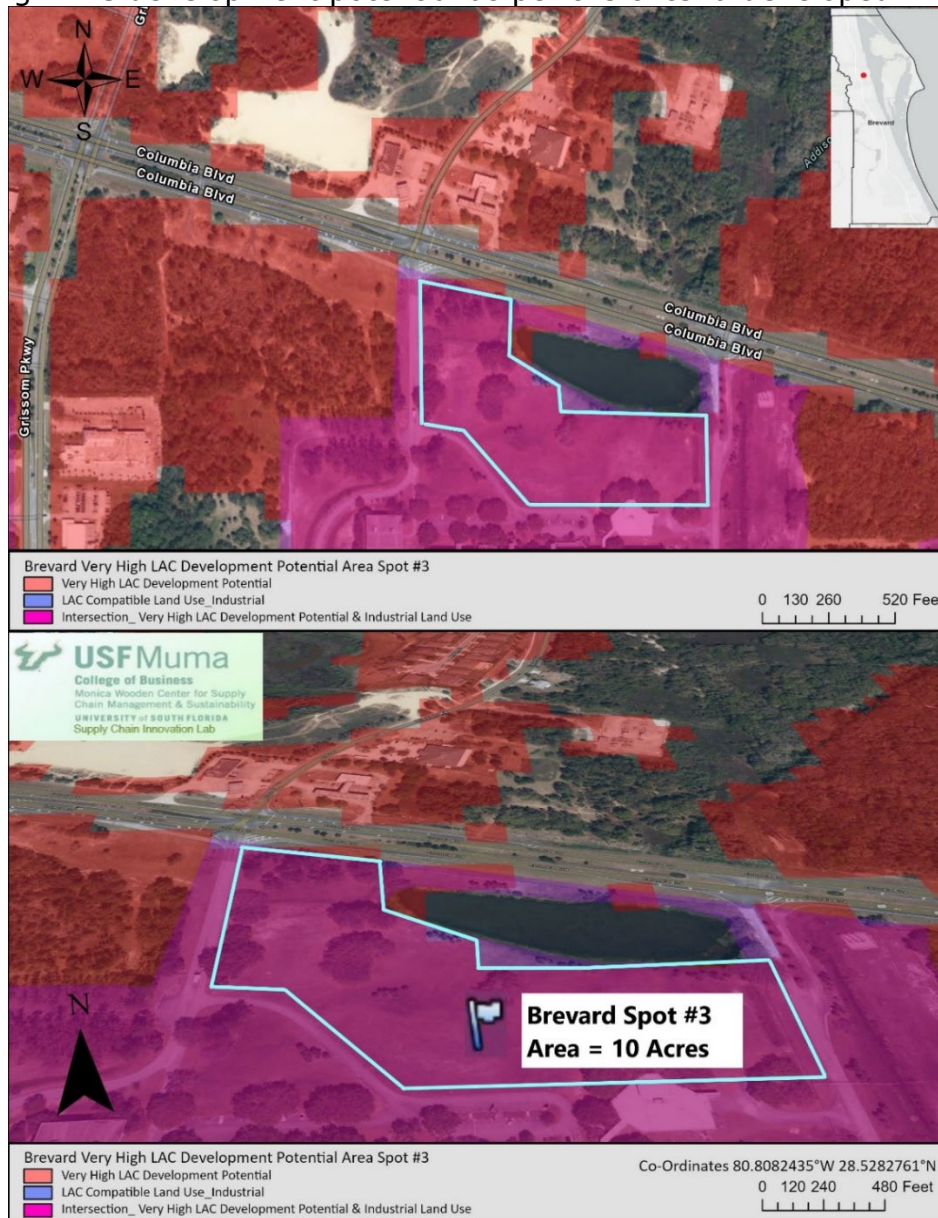 N
W E
S
Columbia Blvd
Columbia Blvd
Brevard
Grissom Pkwy
Columbia Blvd
Columbia Blvd
Brevard Very High LAC Development Potential Area Spot #3
Very High LAC Development Potential
LAC Compatible Land Use_Industrial
Intersection_ Very High LAC Development Potential & Industrial Land Use
0 130 260 520 Feet
USF Muma
College of Business
Monica Wooden Center for Supply
Chain Management & Sustainability
UNIVERSITY of SOUTH FLORIDA
Supply Chain Innovation Lab
N
Brevard Spot #3
Area = 10 Acres
Brevard Very High LAC Development Potential Area Spot #3
Very High LAC Development Potential
LAC Compatible Land Use_Industrial
Intersection_ Very High LAC Development Potential & Industrial Land Use
Co-Ordinates 80.8082435°W 28.5282761°N
0 120 240 480 Feet